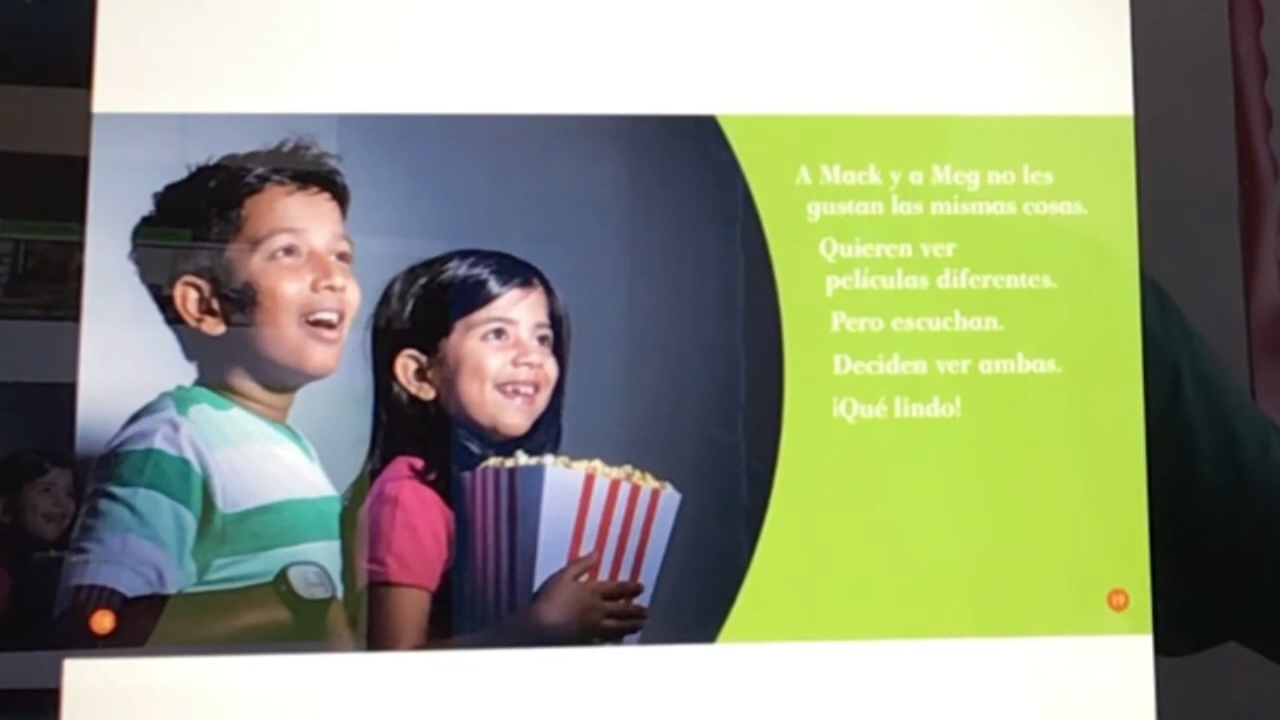 A Mack y a Meg no les
gustan las mismas cosas.
Quieren ver
películas diferentes.
Pero escuchan.
Deciden ver ambas.
¡Qué lindo!
19